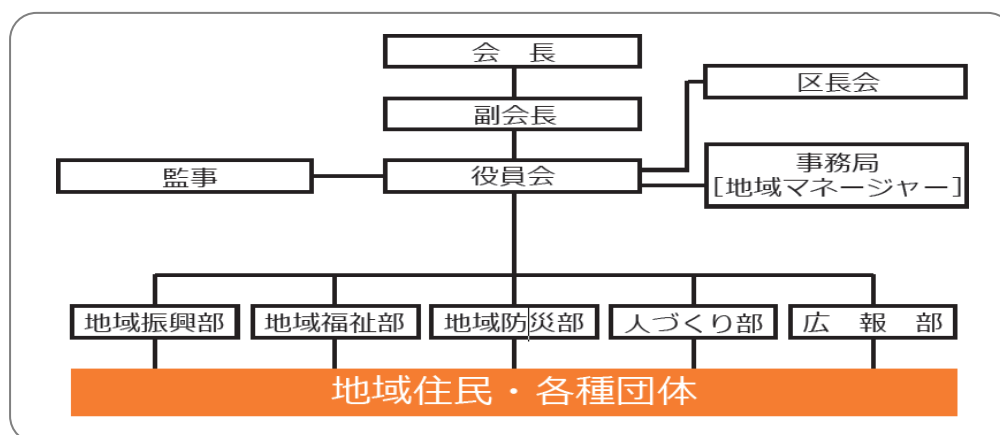 会　長
副会長
区長会
監事
役員会
事務局
[地域マネージャー]
地域振興部
地域福祉部
地域防災部
人づくり部
広　報　部
地域住民・各種団体